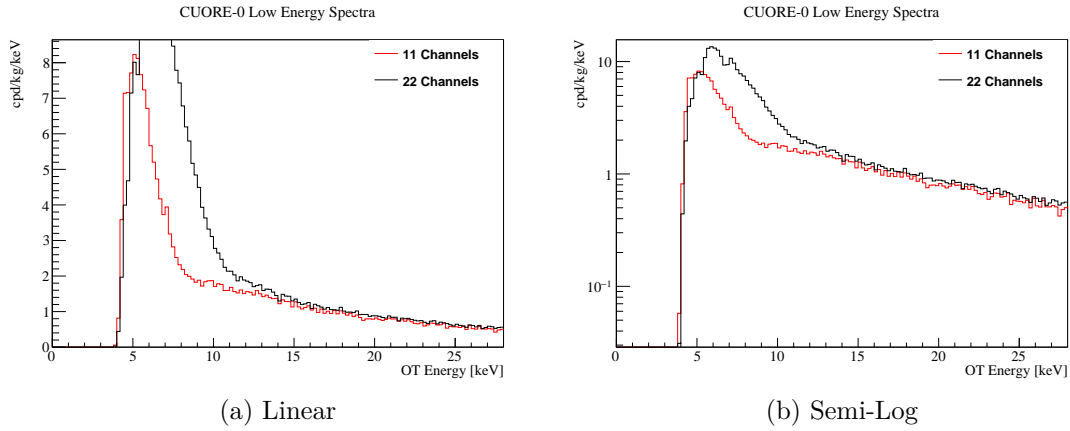 CUORE-0 Low Energy Spectra
cpd/kg/keV
8
7
6
5
4
3
2
1
0
0
5
10
15
20
25
OT Energy [keV]
11 Channels
22 Channels
(a) Linear
CUORE-0 Low Energy Spectra
cpd/kg/keV
10
1
10⁻¹
0
5
10
15
20
25
OT Energy [keV]
11 Channels
22 Channels
(b) Semi-Log